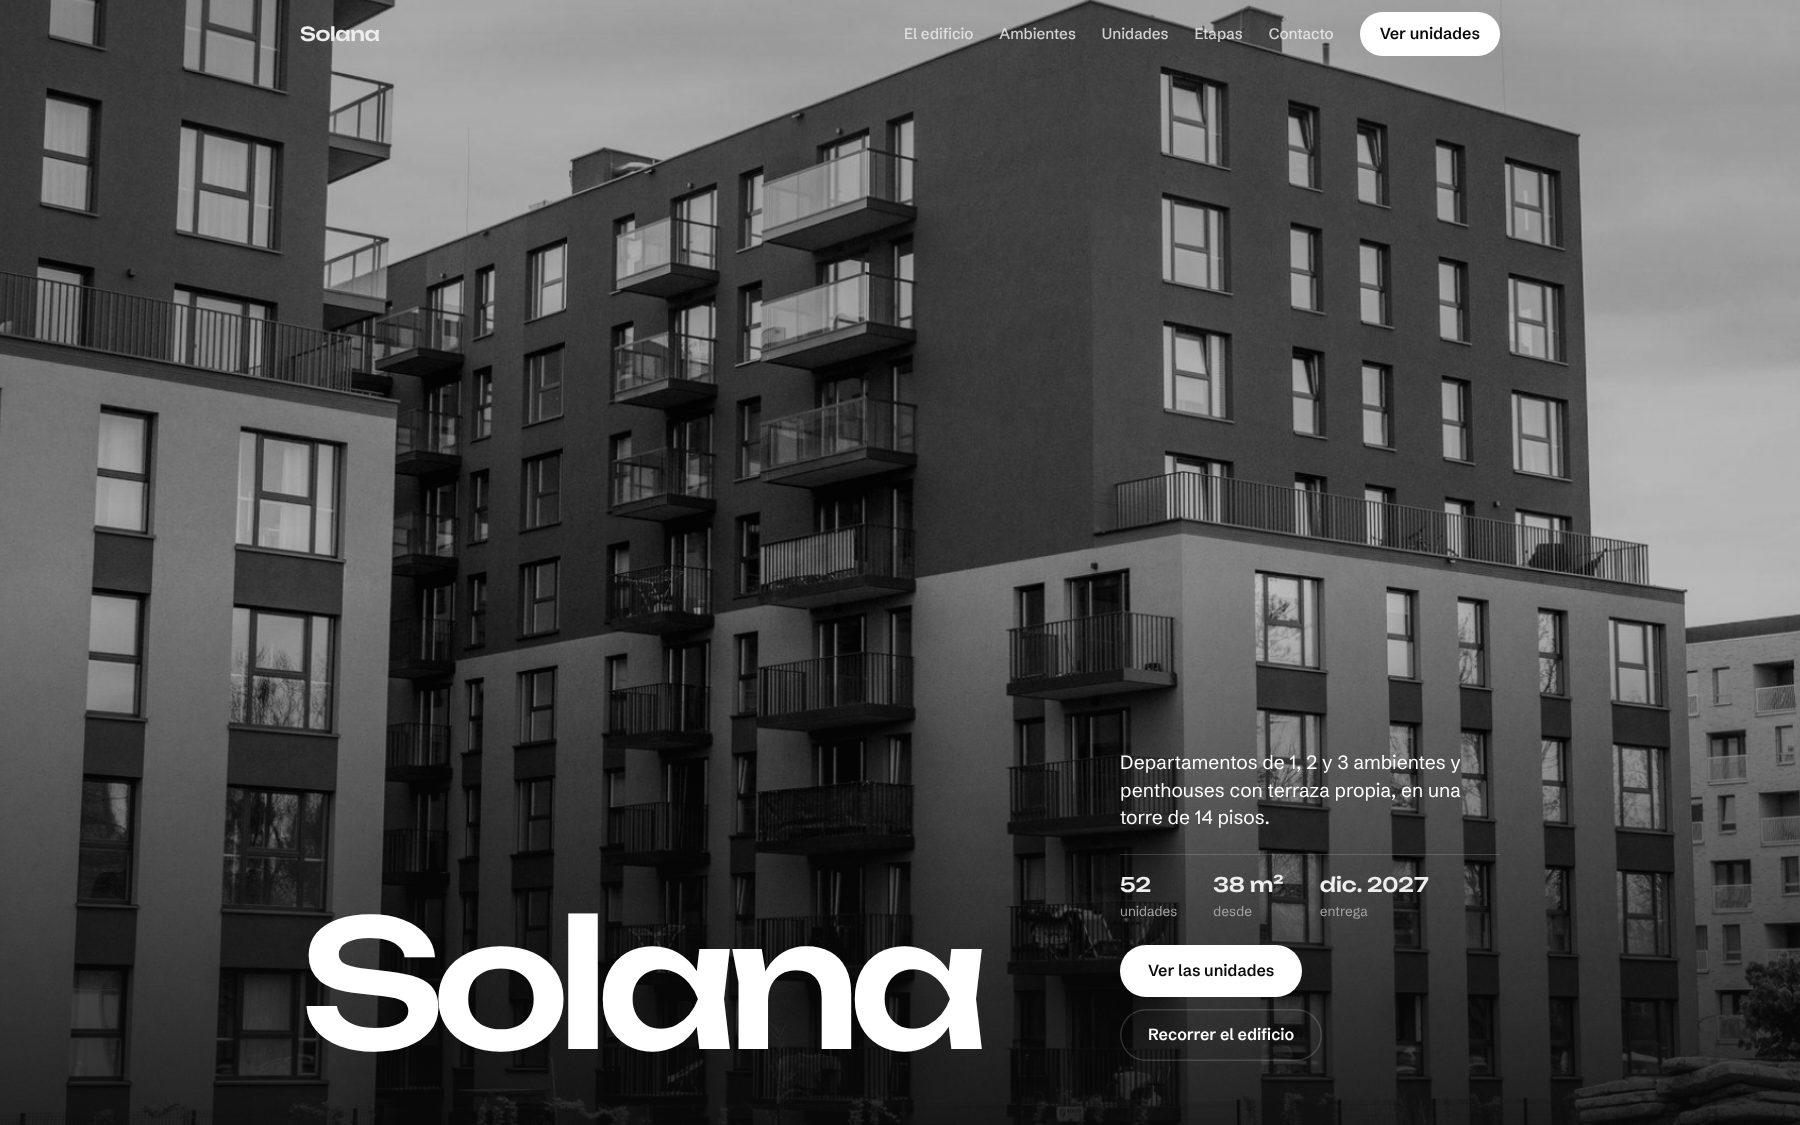 Solana
El edificio
Ambientes
Unidades
Etapas
Contacto
Ver unidades
Departamentos de 1, 2 y 3 ambientes y
penthouses con terraza propia, en una
torre de 14 pisos.
52
unidades
38 m²
desde
dic. 2027
entrega
Solana
Ver las unidades
Recorrer el edificio